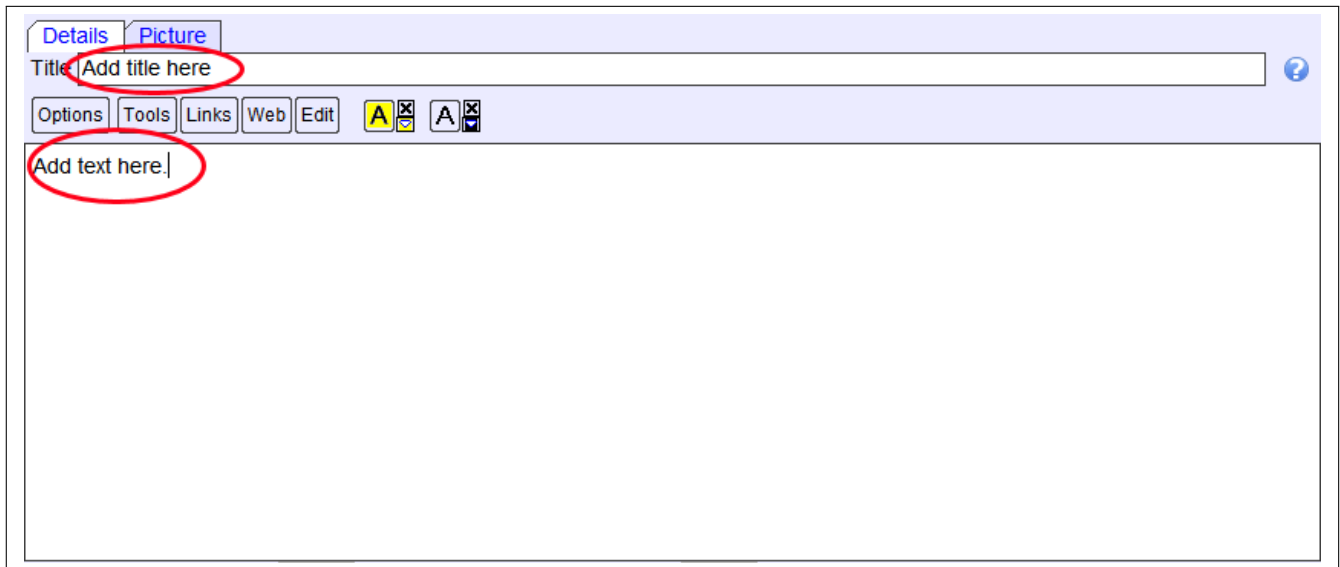 Details Picture
Title Add title here ?
Options Tools Links Web Edit A A
Add text here.